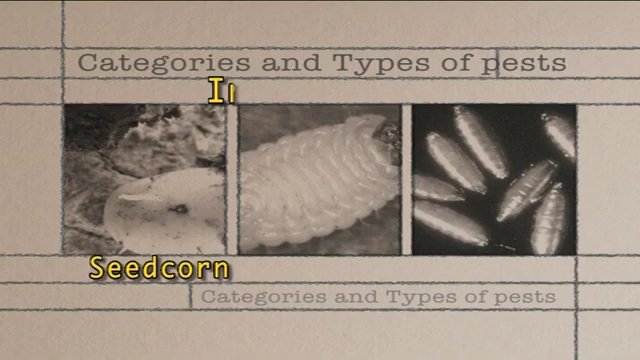 Categories and Types of pests
Seedcorn
Categories and Types of pests